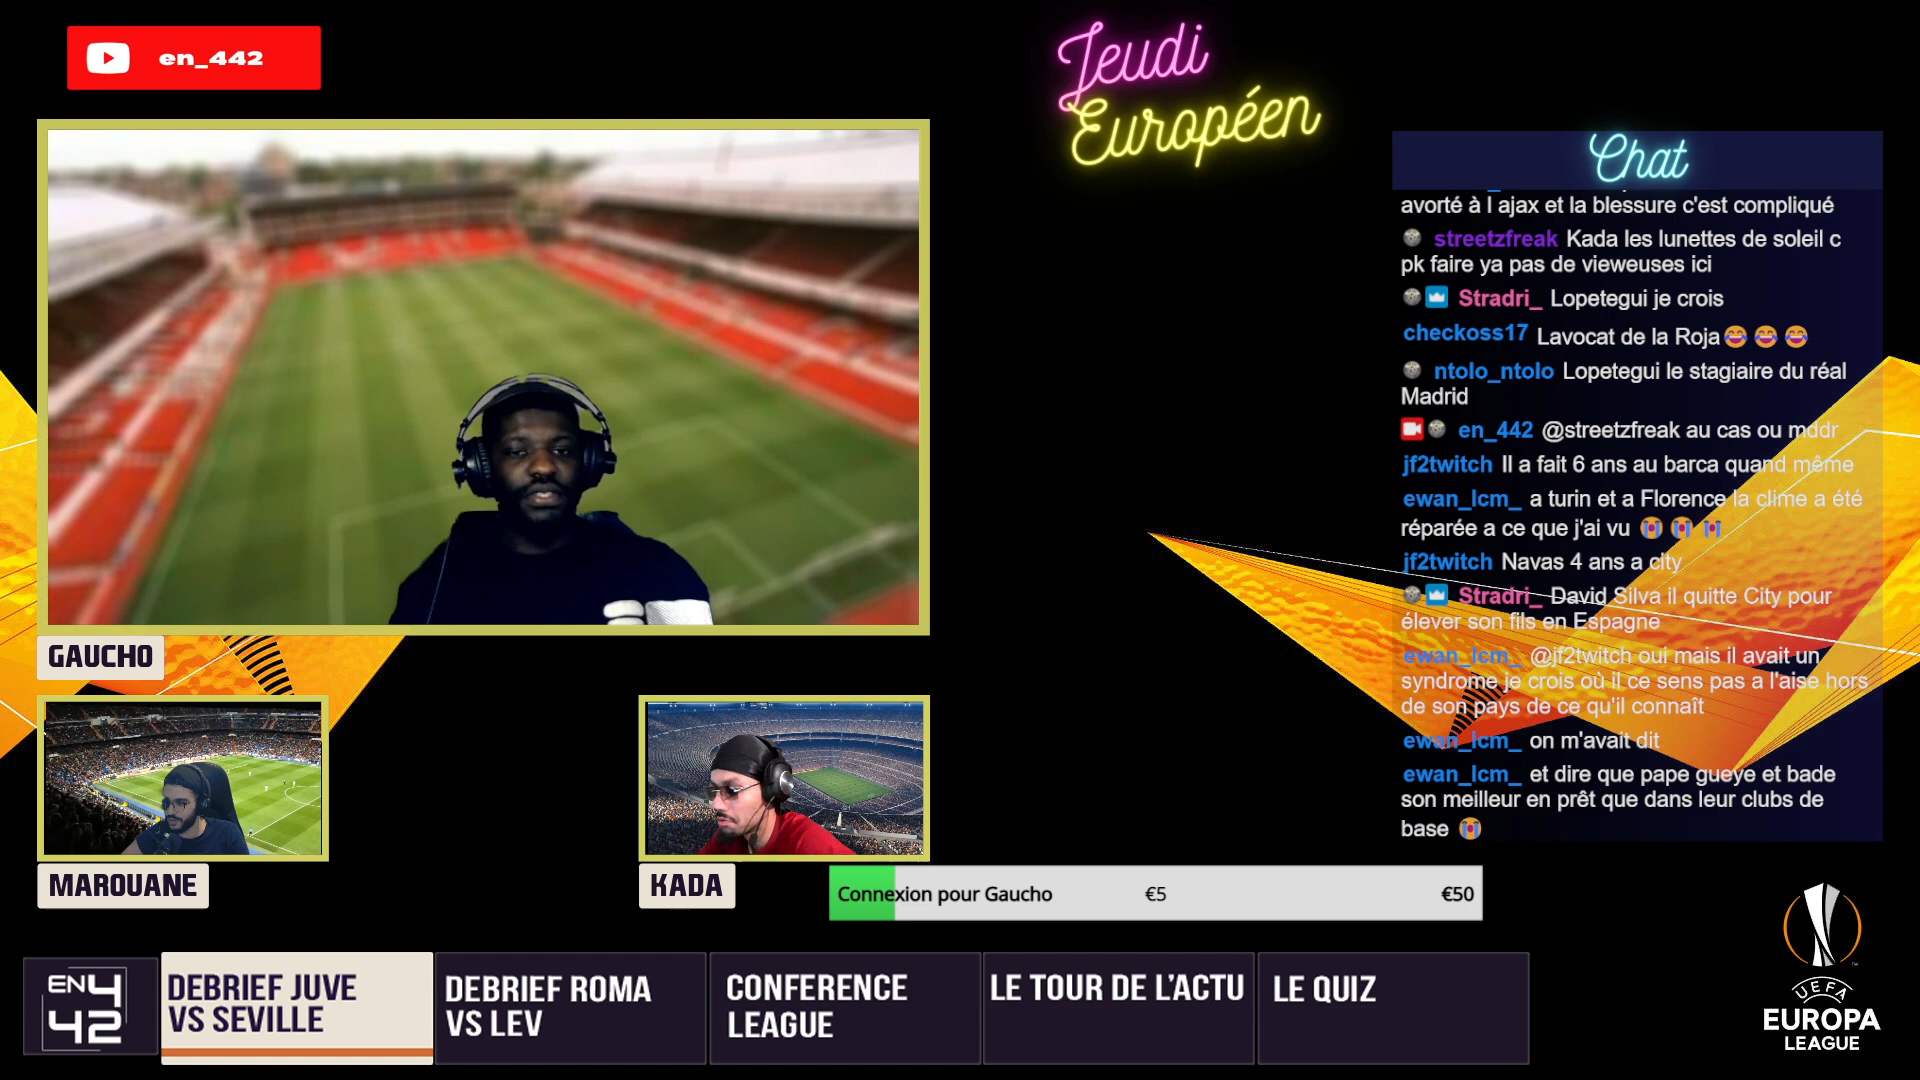 en_442
Jeudi
Européen
Chat
avorté à l ajax et la blessure c'est compliqué
streetzfreak Kada les lunettes de soleil c
pk faire ya pas de vieweuses ici
Stradri_ Lopetegui je crois
checkoss17 Lavocat de la Roja😂 😂 😂
ntolo_ntolo Lopetegui le stagiaire du réal
Madrid
en_442 @streetzfreak au cas ou mddr
jf2twitch Il a fait 6 ans au barca quand même
ewan_lcm_ a turin et a Florence la clime a été
réparée a ce que j'ai vu 😭 😭 😭
jf2twitch Navas 4 ans a city
Stradri_ David Silva il quitte City pour
élever son fils en Espagne
ewan_lcm_ @jf2twitch oui mais il avait un
syndrome je crois où il ce sens pas a l'aise hors
de son pays de ce qu'il connaît
ewan_lcm_ on m'avait dit
ewan_lcm_ et dire que pape gueye et bade
son meilleur en prêt que dans leur clubs de
base 😭
GAUCHO
MAROUANE
KADA
Connexion pour Gaucho €5 €50
EN 4
42
DEBRIEF JUVE
VS SEVILLE
DEBRIEF ROMA
VS LEV
CONFERENCE
LEAGUE
LE TOUR DE L'ACTU
LE QUIZ
UEFA
EUROPA
LEAGUE